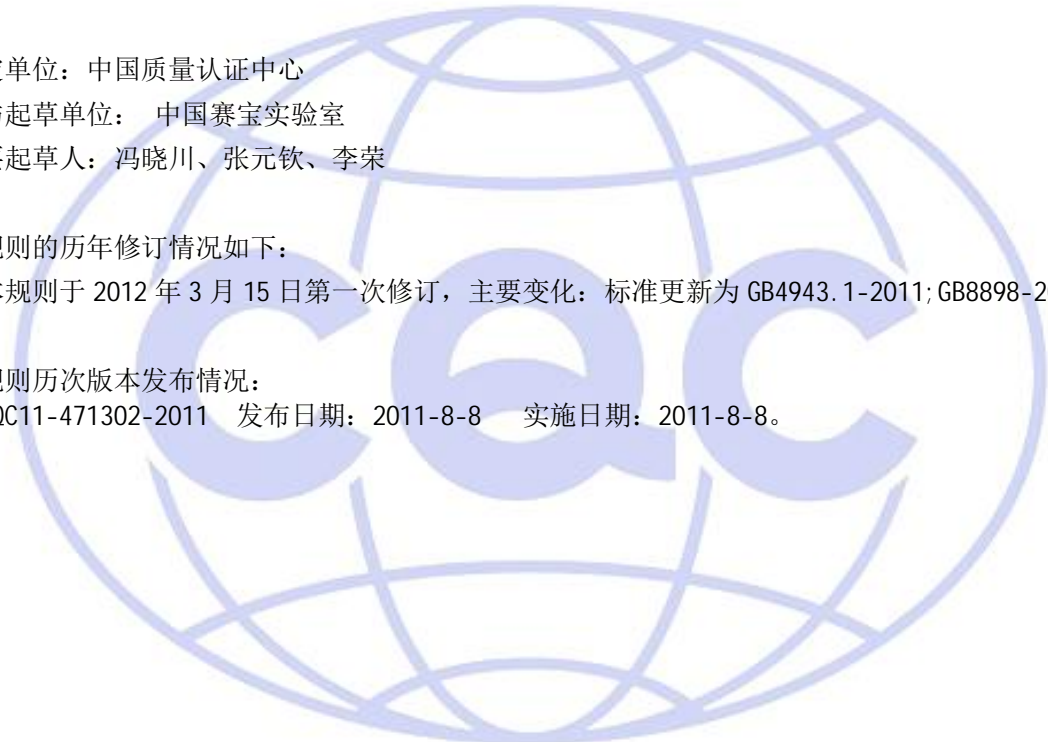 单位：中国质量认证中心
起草单位： 中国赛宝实验室
起草人：冯晓川、张元钦、李荣
规则的历年修订情况如下：
本规则于 2012 年 3 月 15 日第一次修订，主要变化：标准更新为 GB4943.1-2011;GB8898-2
规则历次版本发布情况：
QC11-471302-2011 发布日期：2011-8-8 实施日期：2011-8-8。
CQC